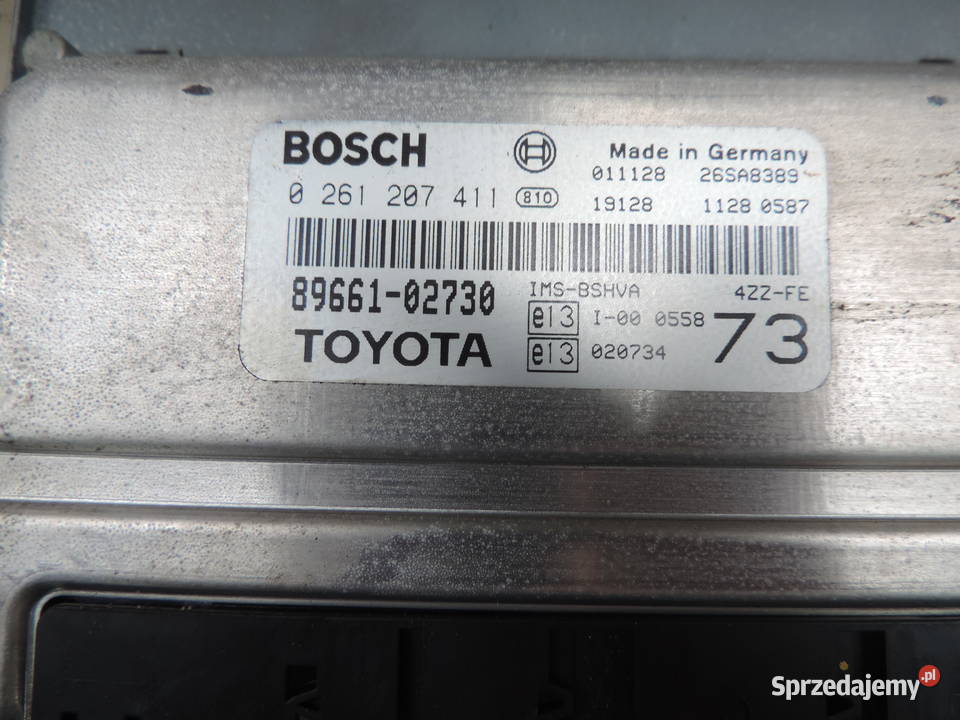 BOSCH Made in Germany
011128 26SA8389
0 261 207 411 810 19128 1128 0587
89661-02730 IMS-BSHVA 4ZZ-FE
e13 I-00 0558 73
TOYOTA e13 020734
Sprzedajemy.pl